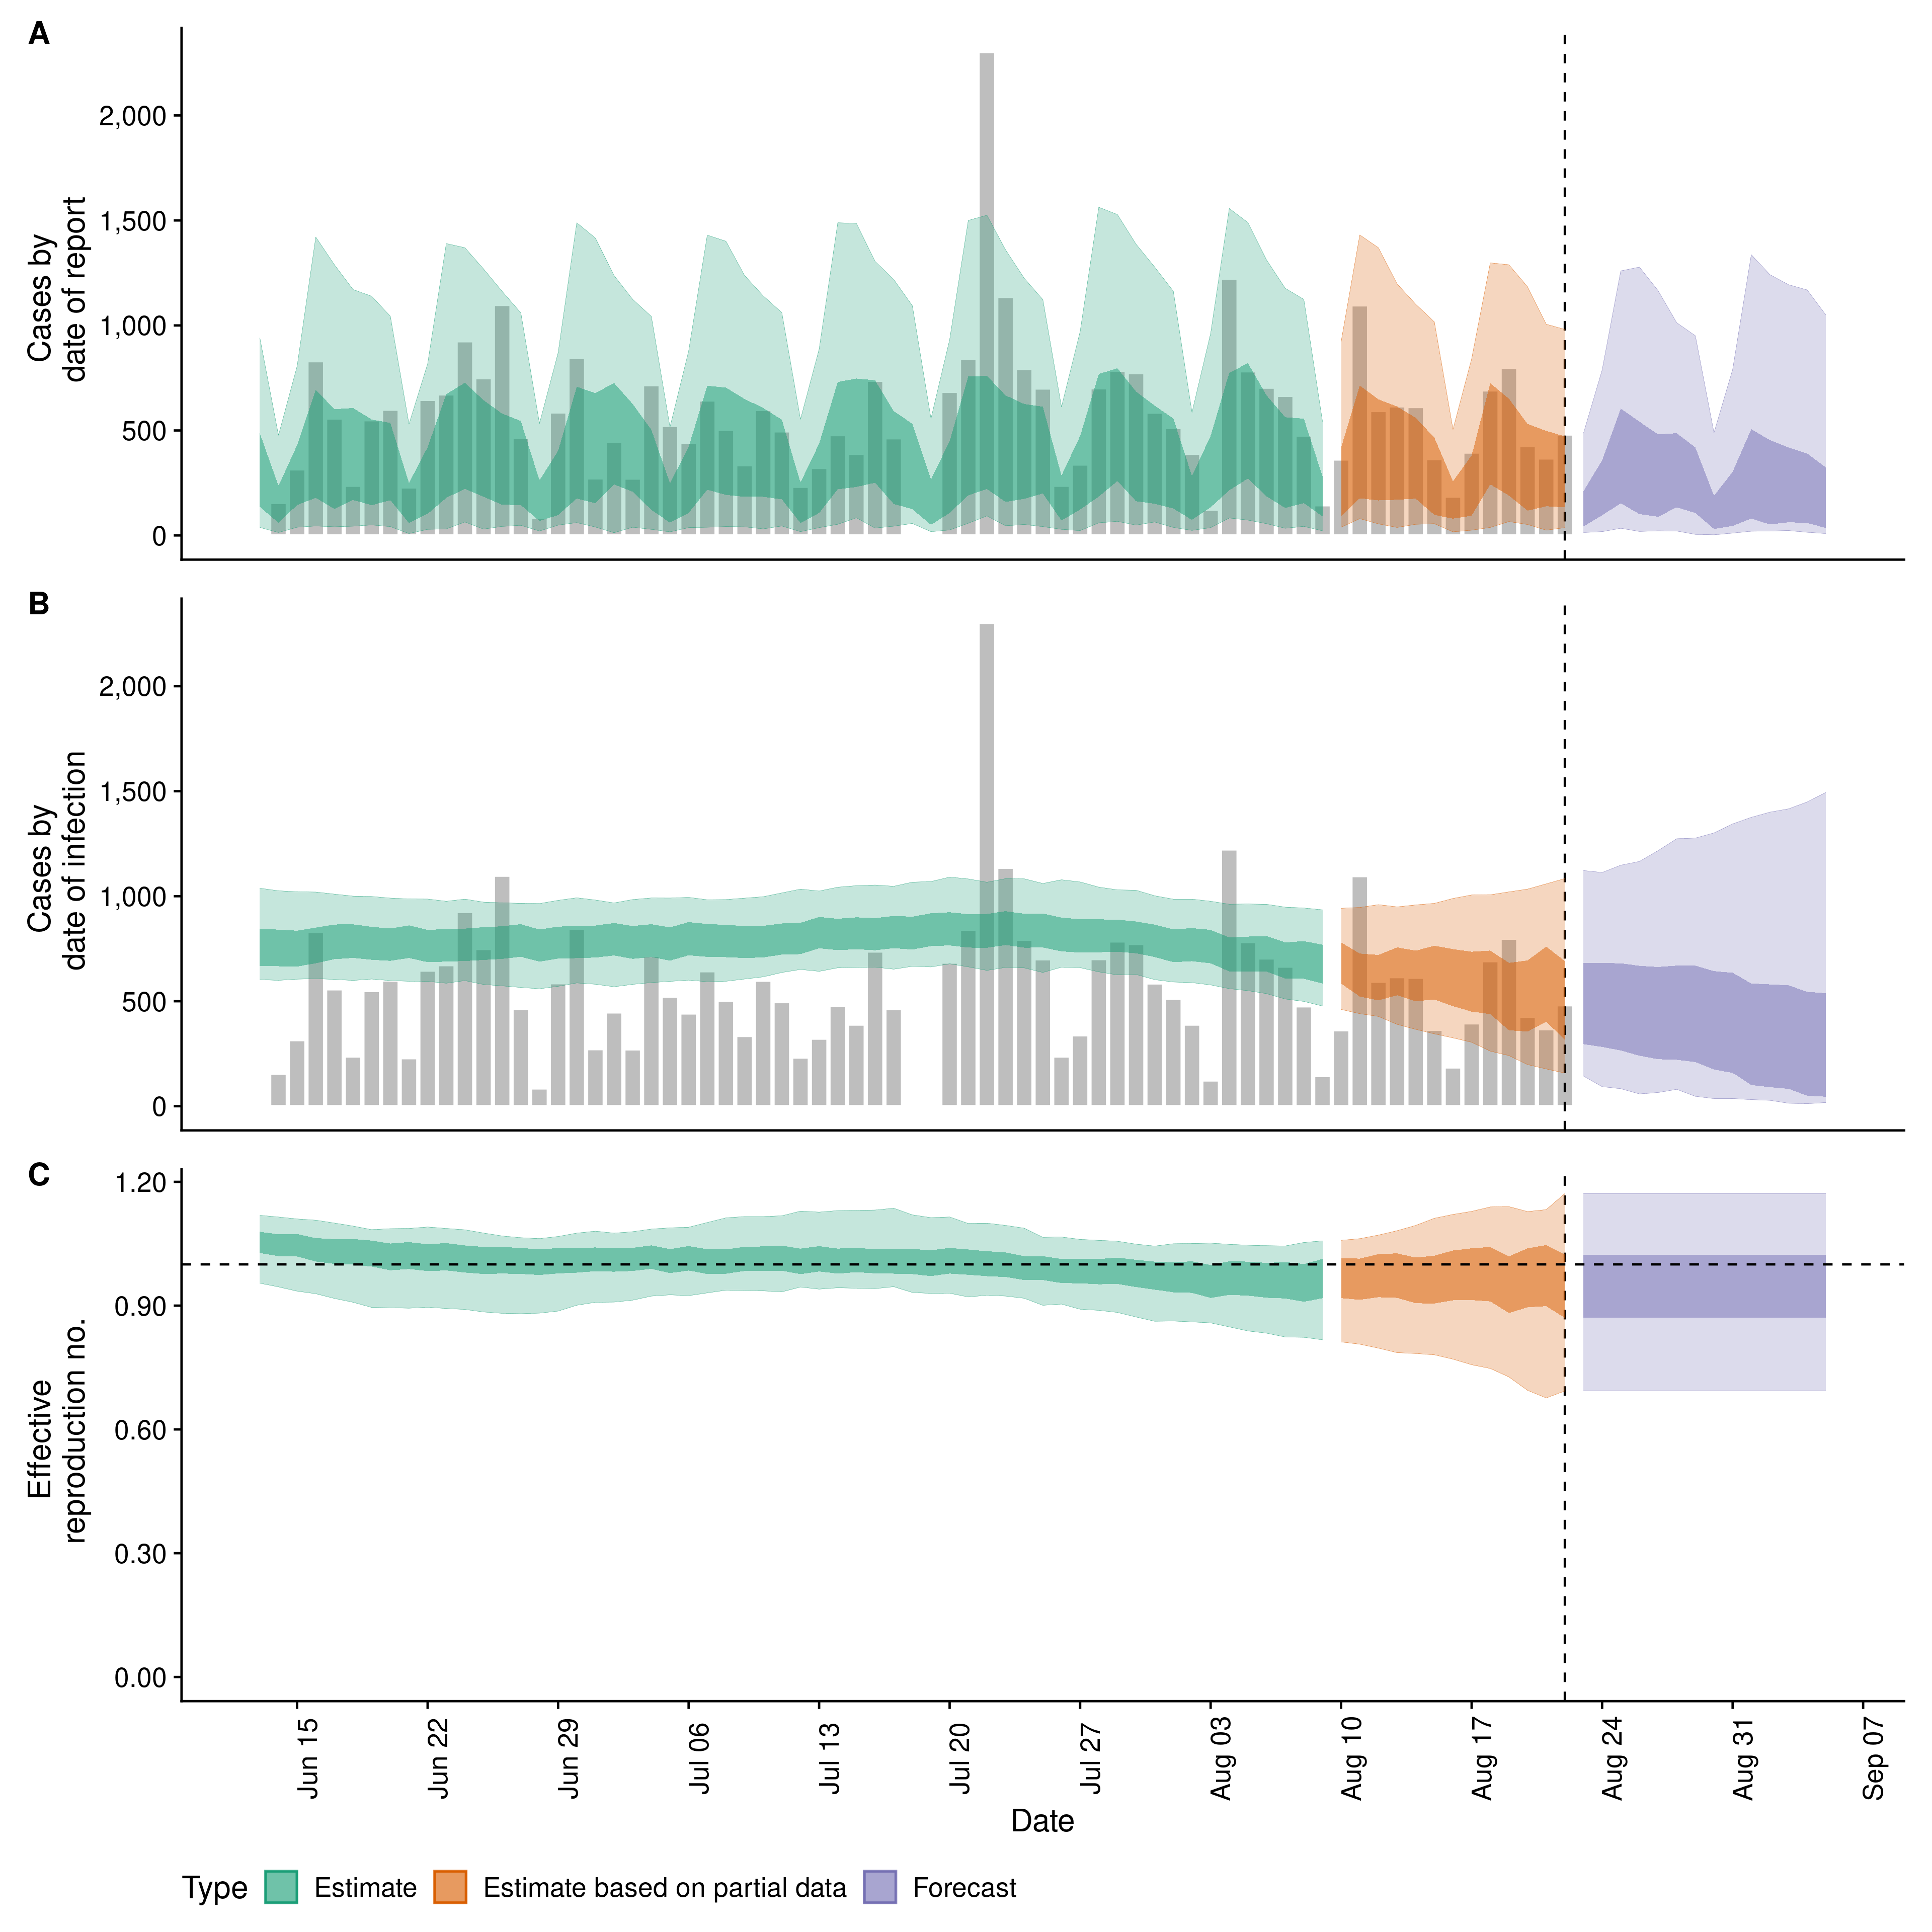 A
Cases by
date of report
2,000
1,500
1,000
500
0
B
Cases by
date of infection
2,000
1,500
1,000
500
0
C
Effective
reproduction no.
1.20
0.90
0.60
0.30
0.00
Jun 15
Jun 22
Jun 29
Jul 06
Jul 13
Jul 20
Jul 27
Aug 03
Aug 10
Aug 17
Aug 24
Aug 31
Sep 07
Date
Type Estimate Estimate based on partial data Forecast